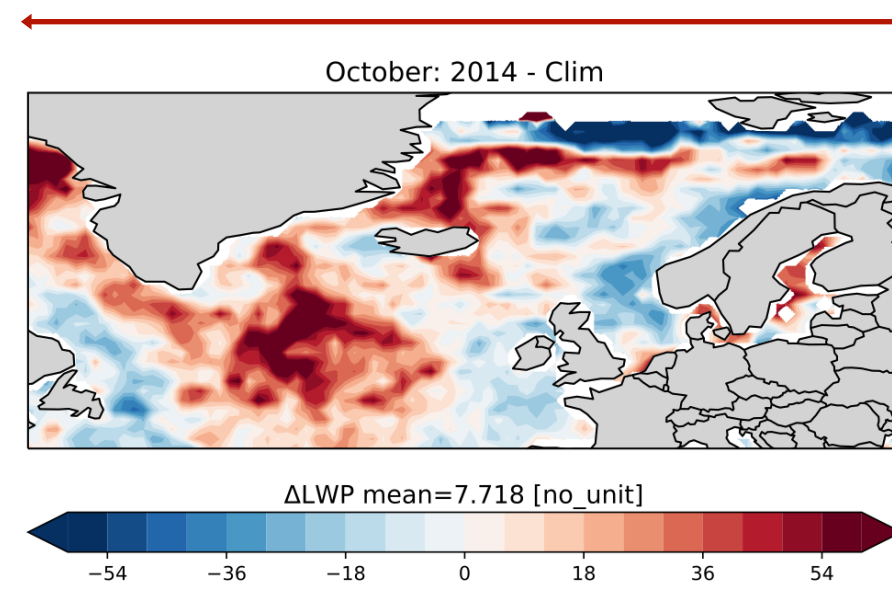 October: 2014 - Clim
ΔLWP mean=7.718 [no_unit]
−54 −36 −18 0 18 36 54